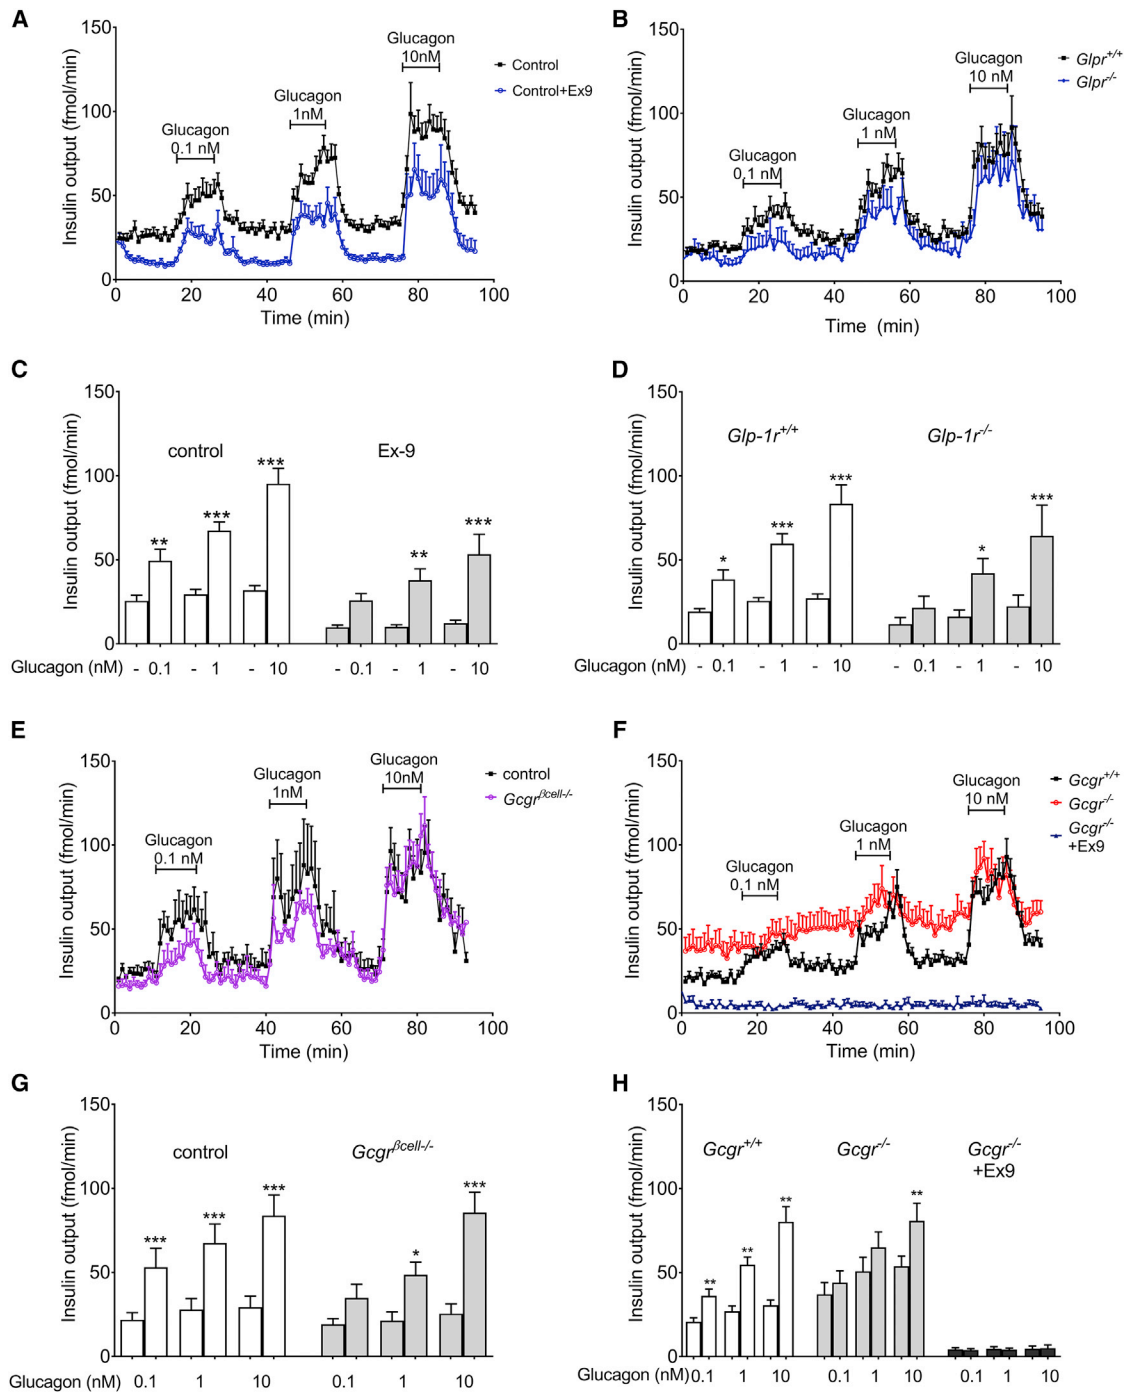 A
Insulin output (fmol/min)
150
100
50
0
0 20 40 60 80 100
Time (min)
Glucagon
0.1 nM
Glucagon
1nM
Glucagon
10nM
Control
Control+Ex9
B
Insulin output (fmol/min)
150
100
50
0
0 20 40 60 80 100
Time (min)
Glucagon
0.1 nM
Glucagon
1 nM
Glucagon
10 nM
Glpr+/+
Glpr-/-
C
Insulin output (fmol/min)
150
100
50
0
control Ex-9
** *** *** ** ***
Glucagon (nM) - 0.1 - 1 - 10 - 0.1 - 1 - 10
D
Insulin output (fmol/min)
150
100
50
0
Glp-1r+/+ Glp-1r-/-
* *** *** * ***
Glucagon (nM) - 0.1 - 1 - 10 - 0.1 - 1 - 10
E
Insulin output (fmol/min)
150
100
50
0
0 20 40 60 80 100
Time (min)
Glucagon
0.1 nM
Glucagon
1nM
Glucagon
10nM
control
Gcgrβcell-/-
F
Insulin output (fmol/min)
150
100
50
0
0 20 40 60 80 100
Time (min)
Glucagon
0.1 nM
Glucagon
1 nM
Glucagon
10 nM
Gcgr+/+
Gcgr-/-
Gcgr-/-
+Ex9
G
Insulin output (fmol/min)
150
100
50
0
control Gcgrβcell-/-
*** *** *** * ***
Glucagon (nM) 0.1 1 10 0.1 1 10
H
Insulin output (fmol/min)
150
100
50
0
Gcgr+/+ Gcgr-/- Gcgr-/-
+Ex9
** ** ** **
Glucagon (nM) 0.1 1 10 0.1 1 10 0.1 1 10